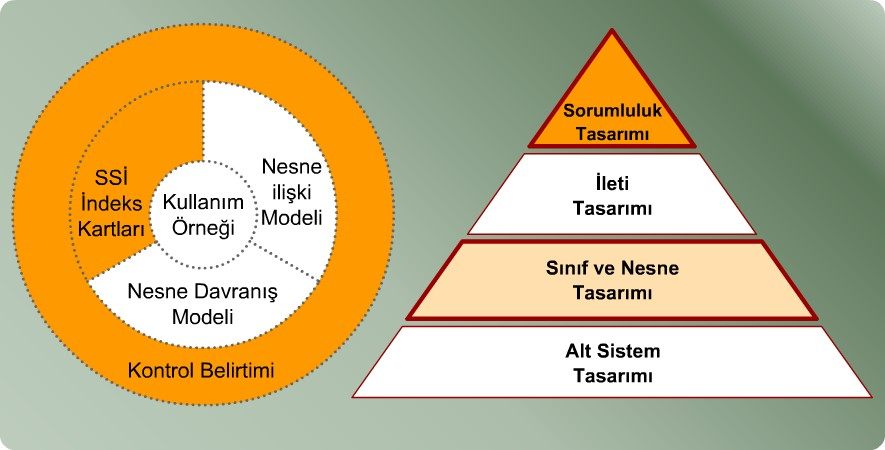 SSİ
İndeks
Kartları
Kullanım
Örneği
Nesne
ilişki
Modeli
Nesne Davranış
Modeli
Kontrol Belirtimi
Sorumluluk
Tasarımı
İleti
Tasarımı
Sınıf ve Nesne
Tasarımı
Alt Sistem
Tasarımı